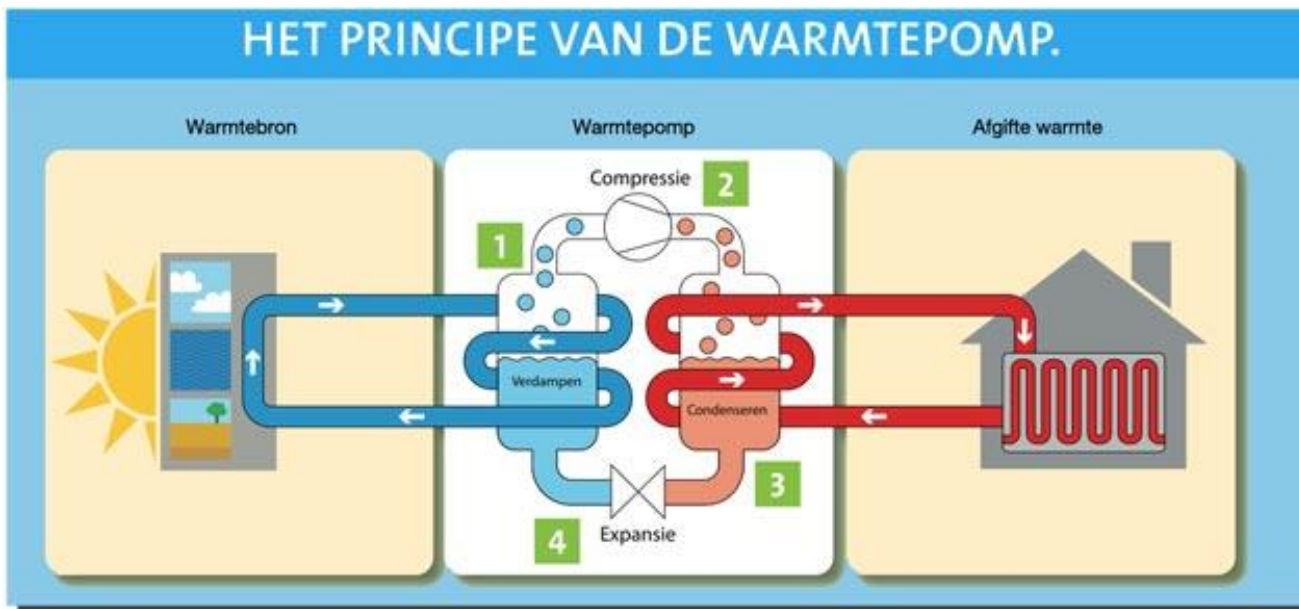 HET PRINCIPE VAN DE WARMTEPOMP.
Warmtebron
Warmtepomp
Afgifte warmte
Compressie
2
1
Verdampen
Condenseren
3
4
Expansie